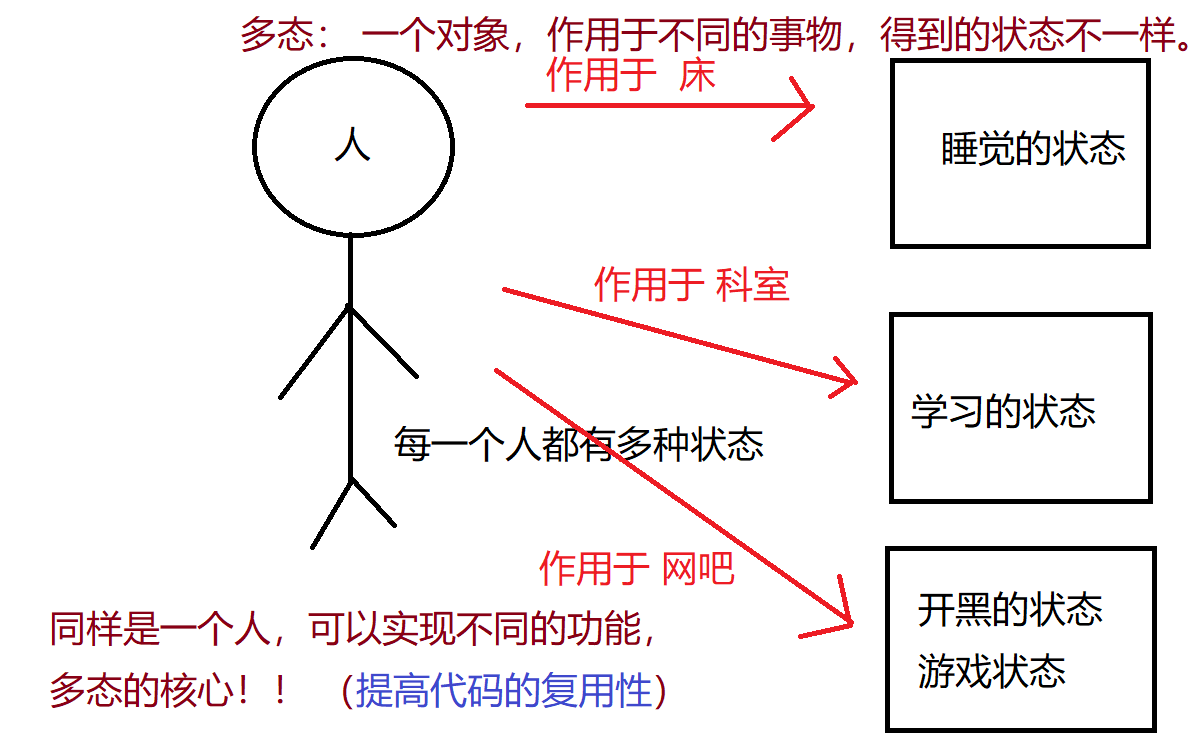 多态： 一个对象，作用于不同的事物，得到的状态不一样。
作用于 床
人
睡觉的状态
作用于 科室
学习的状态
每一个人都有多种状态
作用于 网吧
开黑的状态
游戏状态
同样是一个人，可以实现不同的功能，
多态的核心！！ （提高代码的复用性）